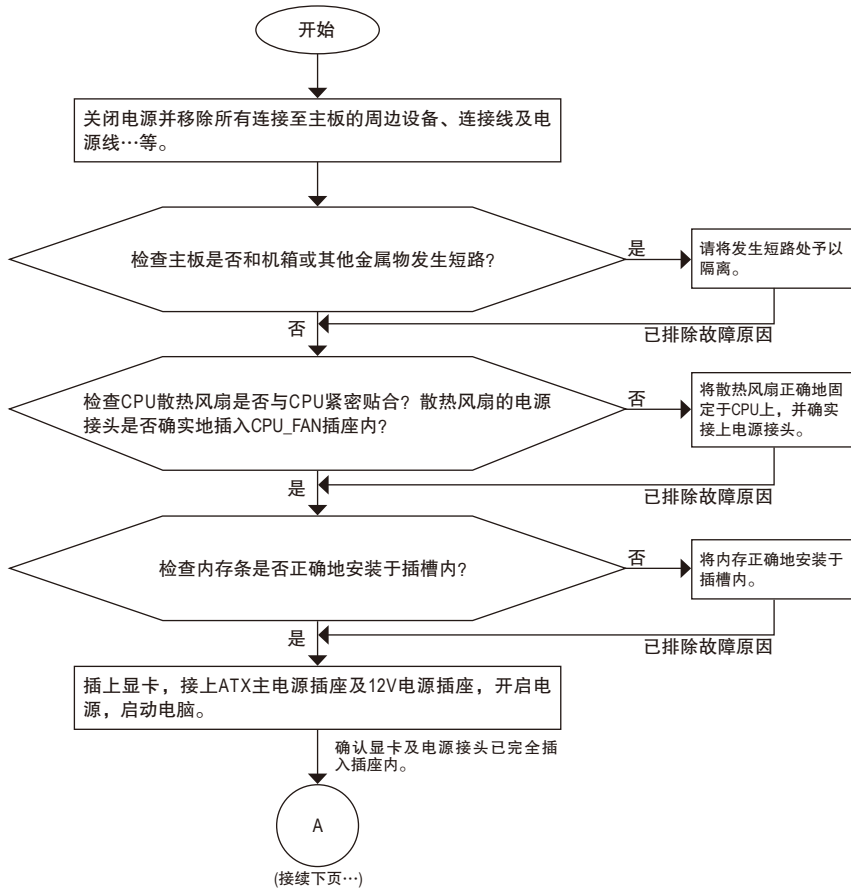 开始
关闭电源并移除所有连接至主板的周边设备、连接线及电
源线…等。
检查主板是否和机箱或其他金属物发生短路？
是
请将发生短路处予以
隔离。
否
已排除故障原因
检查CPU散热风扇是否与CPU紧密贴合？散热风扇的电源
接头是否确实地插入CPU_FAN插座内？
否
将散热风扇正确地固
定于CPU上，并确实
接上电源接头。
是
已排除故障原因
检查内存条是否正确地安装于插槽内？
否
将内存正确地安装于
插槽内。
是
已排除故障原因
插上显卡，接上ATX主电源插座及12V电源插座，开启电
源，启动电脑。
确认显卡及电源接头已完全插
入插座内。
A
(接续下页…)